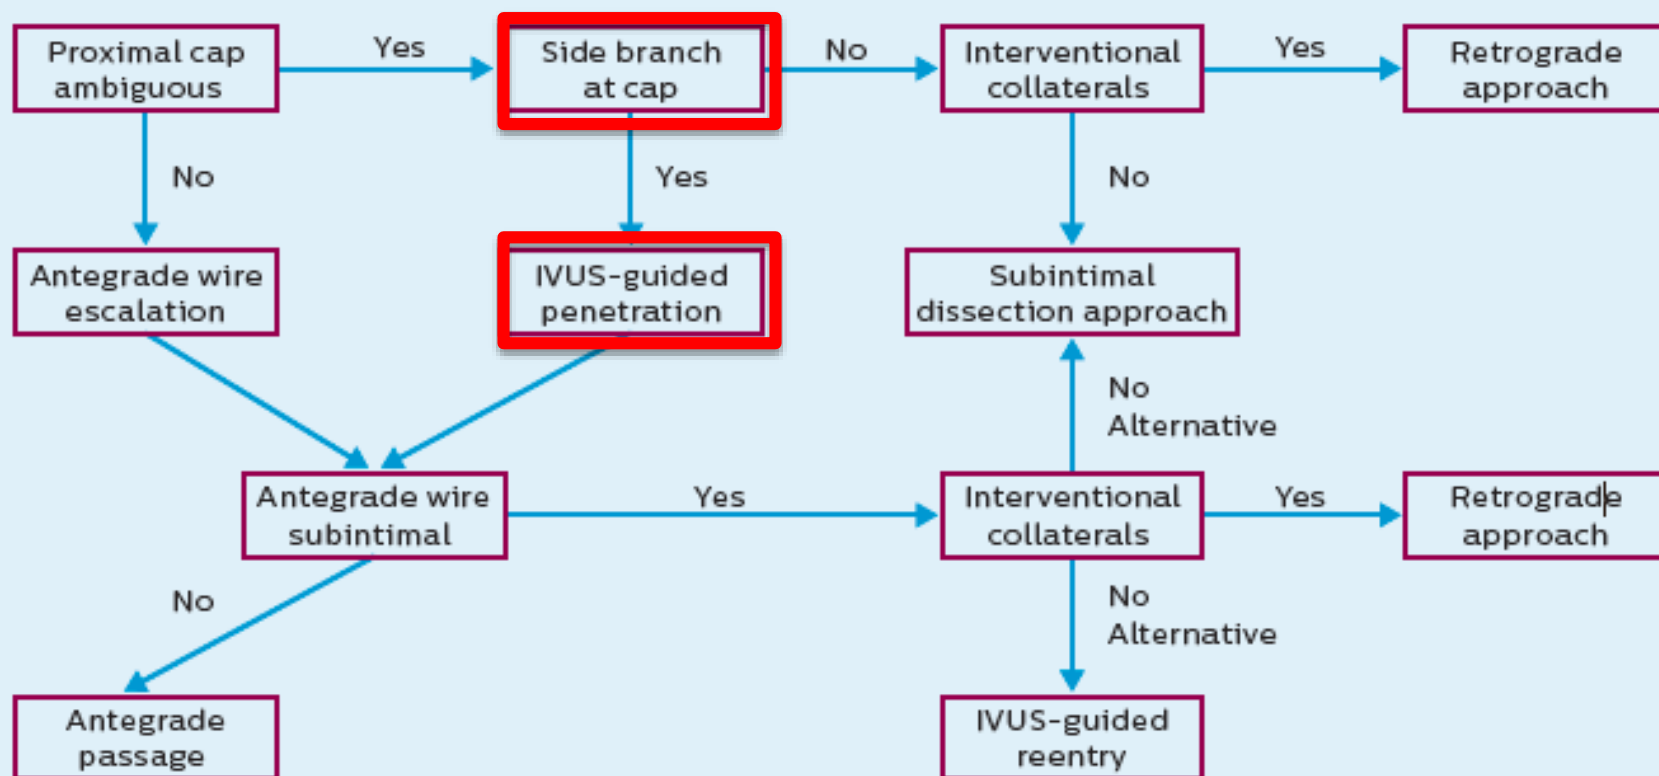 Proximal cap
ambiguous
Yes
Side branch
at cap
No
Interventional
collaterals
Yes
Retrograde
approach
No
Yes
No
Antegrade wire
escalation
IVUS-guided
penetration
Subintimal
dissection approach
No
Alternative
Antegrade wire
subintimal
Yes
Interventional
collaterals
Yes
Retrograde
approach
No
No
Alternative
Antegrade
passage
IVUS-guided
reentry